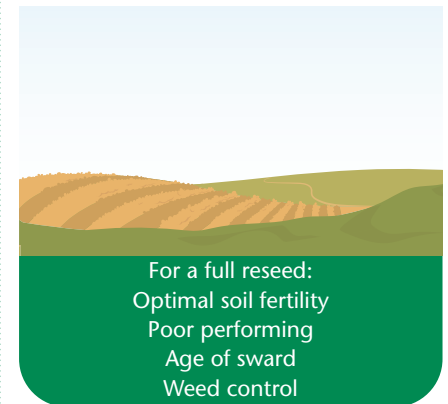 For a full reseed:
Optimal soil fertility
Poor performing
Age of sward
Weed control